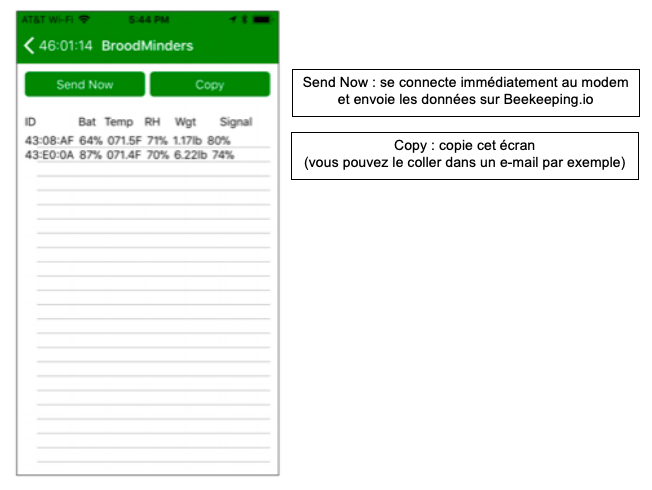 AT&T Wi-Fi 5:44 PM
46:01:14 BroodMinders
Send Now Copy
ID Bat Temp RH Wgt Signal
43:08:AF 64% 071.5F 71% 1.17lb 80%
43:E0:0A 87% 071.4F 70% 6.22lb 74%
Send Now : se connecte immédiatement au modem
et envoie les données sur Beekeeping.io
Copy : copie cet écran
(vous pouvez le coller dans un e-mail par exemple)